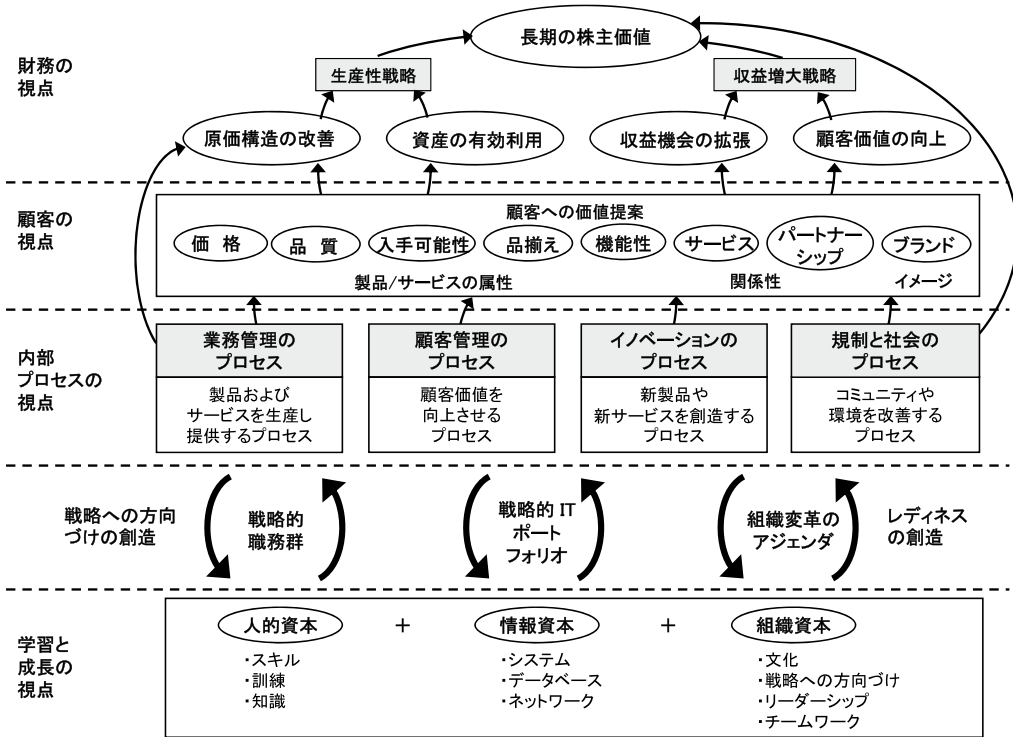 長期の株主価値
財務の
視点
生産性戦略
収益増大戦略
原価構造の改善
資産の有効利用
収益機会の拡張
顧客価値の向上
顧客の
視点
顧客への価値提案
価 格
品 質
入手可能性
品揃え
機能性
サービス
パートナー
シップ
ブランド
製品/サービスの属性
関係性
イメージ
内部
プロセスの
視点
業務管理の
プロセス
製品および
サービスを生産し
提供するプロセス
顧客管理の
プロセス
顧客価値を
向上させる
プロセス
イノベーションの
プロセス
新製品や
新サービスを創造する
プロセス
規制と社会の
プロセス
コミュニティや
環境を改善する
プロセス
戦略への方向
づけの創造
戦略的
職務群
戦略的 IT
ポート
フォリオ
組織変革の
アジェンダ
レディネス
の創造
学習と
成長の
視点
人的資本
+
情報資本
+
組織資本
・スキル
・訓練
・知識
・システム
・データベース
・ネットワーク
・文化
・戦略への方向づけ
・リーダーシップ
・チームワーク